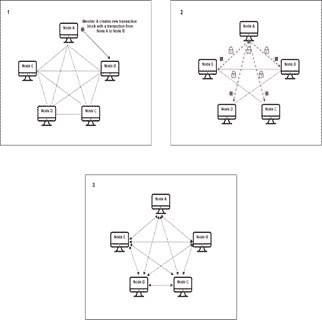 1
Member A creates new transaction
block with a transaction from
Node A to Node B
Node A
Node E
Node B
Node D
Node C
2
Node A
Node E
Node B
Node D
Node C
3
Node A
Node E
Node B
Node D
Node C